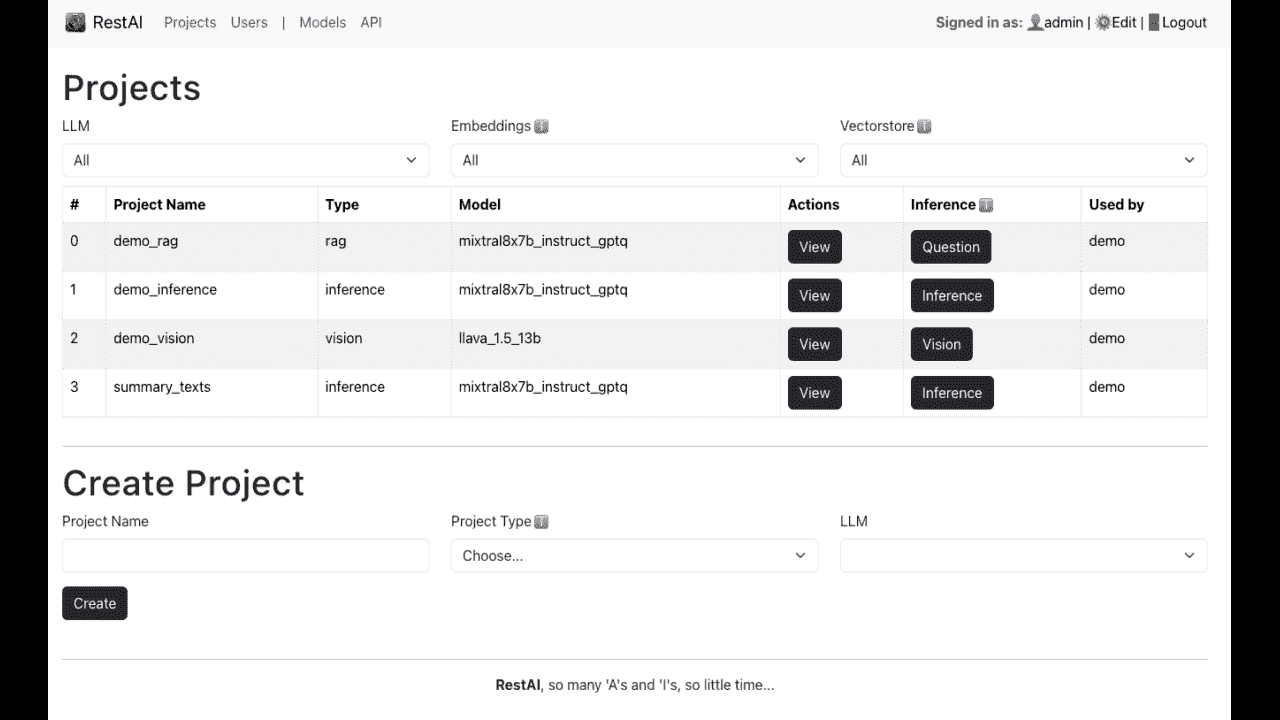 RestAI Projects Users | Models API Signed in as: admin | Edit | Logout
Projects
LLM Embeddings Vectorstore
All All All
# Project Name Type Model Actions Inference Used by
0 demo_rag rag mixtral8x7b_instruct_gptq View Question demo
1 demo_inference inference mixtral8x7b_instruct_gptq View Inference demo
2 demo_vision vision llava_1.5_13b View Vision demo
3 summary_texts inference mixtral8x7b_instruct_gptq View Inference demo
Create Project
Project Name Project Type LLM
Choose...
Create
RestAI, so many 'A's and 'I's, so little time...